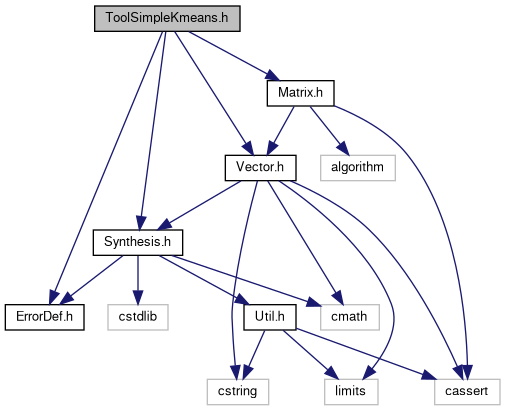 ToolSimpleKmeans.h
Matrix.h
Vector.h
algorithm
Synthesis.h
ErrorDef.h
cstdlib
Util.h
cmath
cstring
limits
cassert